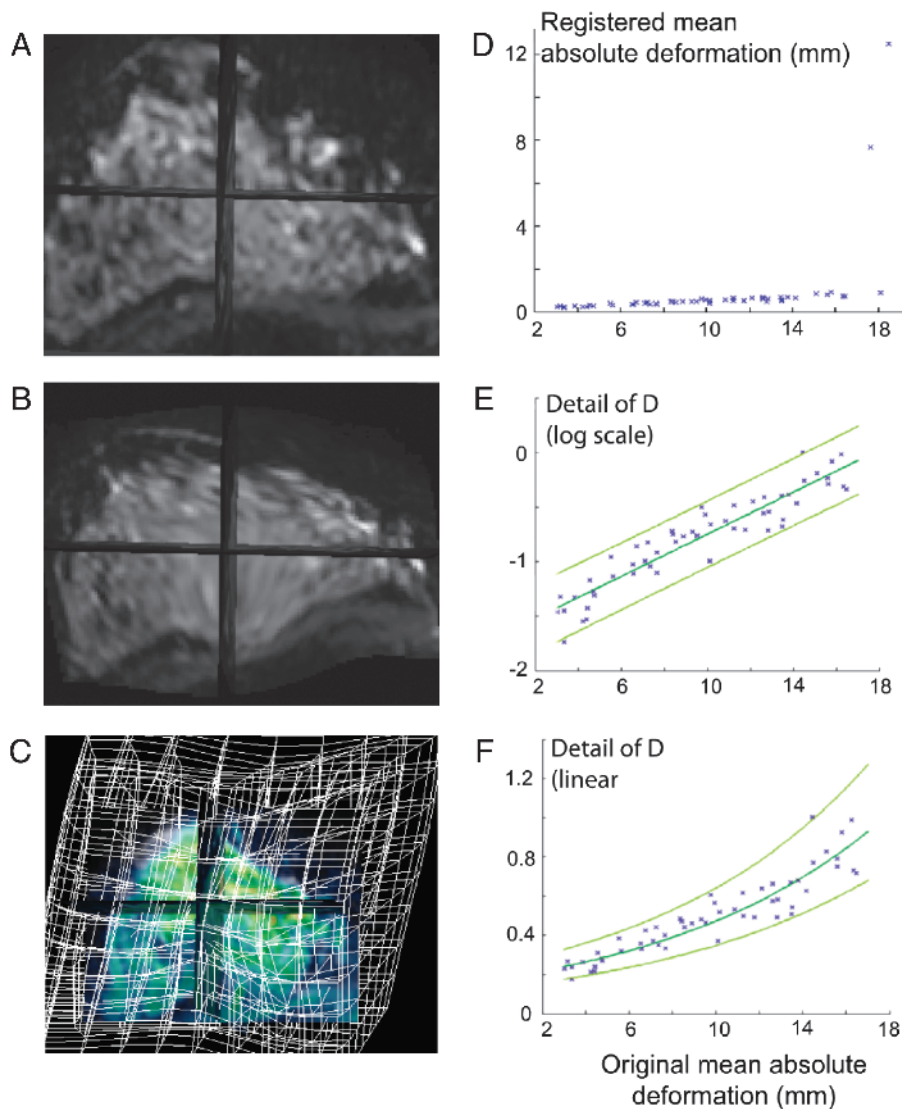 A
B
C
D
Registered mean
absolute deformation (mm)
12
8
4
0
2
6
10
14
18
E
Detail of D
(log scale)
0
-1
-2
2
6
10
14
18
F
Detail of D
(linear
1.2
0.8
0.4
0
2
6
10
14
18
Original mean absolute
deformation (mm)